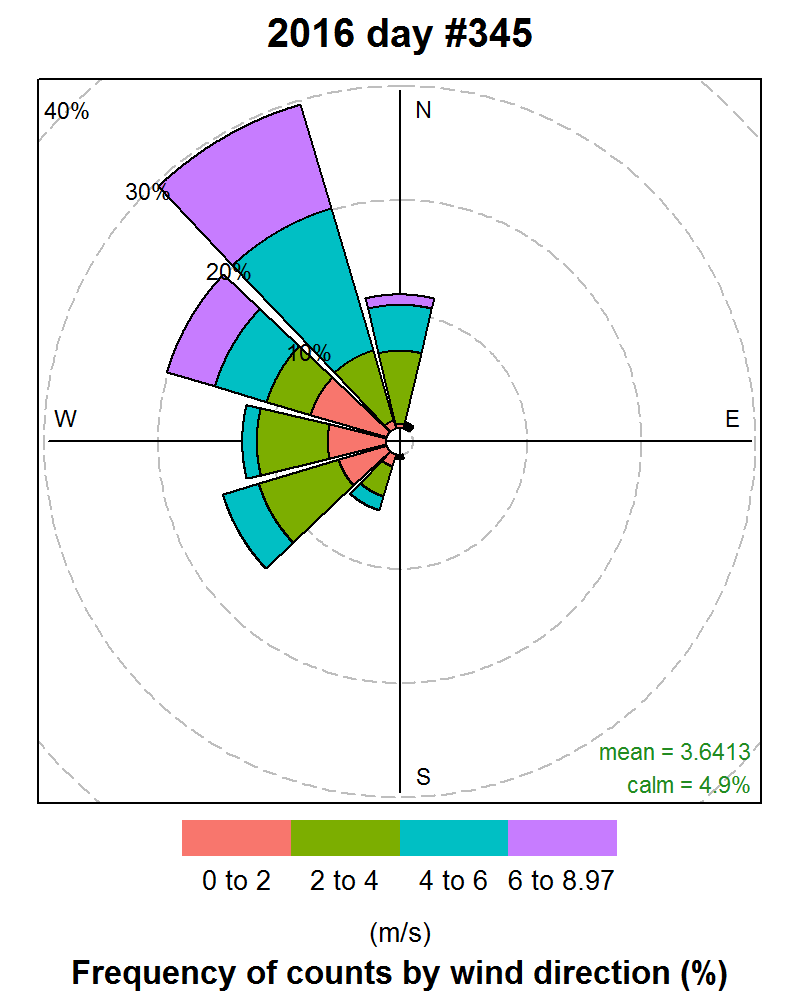 2016 day #345
40%
N
30%
20%
10%
W
E
S
mean = 3.6413
calm = 4.9%
0 to 2 2 to 4 4 to 6 6 to 8.97
(m/s)
Frequency of counts by wind direction (%)